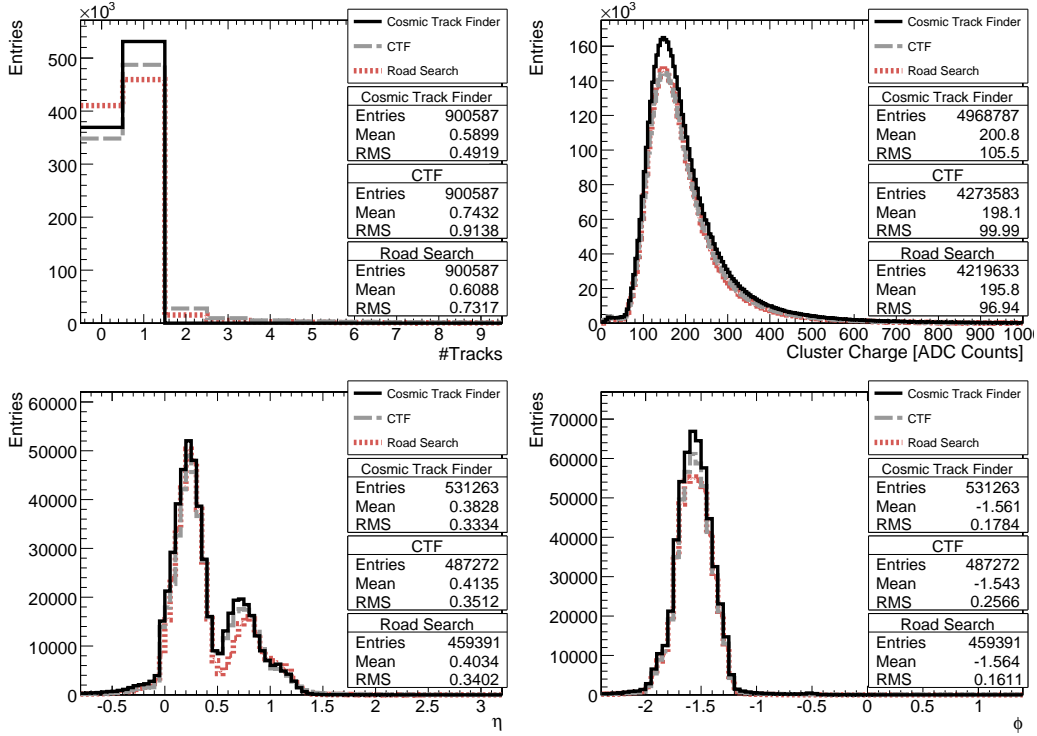 ×10³
Entries
500
400
300
200
100
0
0 1 2 3 4 5 6 7 8 9
#Tracks
Cosmic Track Finder
CTF
Road Search
Cosmic Track Finder
Entries 900587
Mean 0.5899
RMS 0.4919
CTF
Entries 900587
Mean 0.7432
RMS 0.9138
Road Search
Entries 900587
Mean 0.6088
RMS 0.7317
×10³
Entries
160
140
120
100
80
60
40
20
0
0 100 200 300 400 500 600 700 800 900 1000
Cluster Charge [ADC Counts]
Cosmic Track Finder
CTF
Road Search
Cosmic Track Finder
Entries 4968787
Mean 200.8
RMS 105.5
CTF
Entries 4273583
Mean 198.1
RMS 99.99
Road Search
Entries 4219633
Mean 195.8
RMS 96.94
Entries
60000
50000
40000
30000
20000
10000
0
-0.5 0 0.5 1 1.5 2 2.5 3
η
Cosmic Track Finder
CTF
Road Search
Cosmic Track Finder
Entries 531263
Mean 0.3828
RMS 0.3334
CTF
Entries 487272
Mean 0.4135
RMS 0.3512
Road Search
Entries 459391
Mean 0.4034
RMS 0.3402
Entries
70000
60000
50000
40000
30000
20000
10000
0
-2 -1.5 -1 -0.5 0 0.5 1
ϕ
Cosmic Track Finder
CTF
Road Search
Cosmic Track Finder
Entries 531263
Mean -1.561
RMS 0.1784
CTF
Entries 487272
Mean -1.543
RMS 0.2566
Road Search
Entries 459391
Mean -1.564
RMS 0.1611